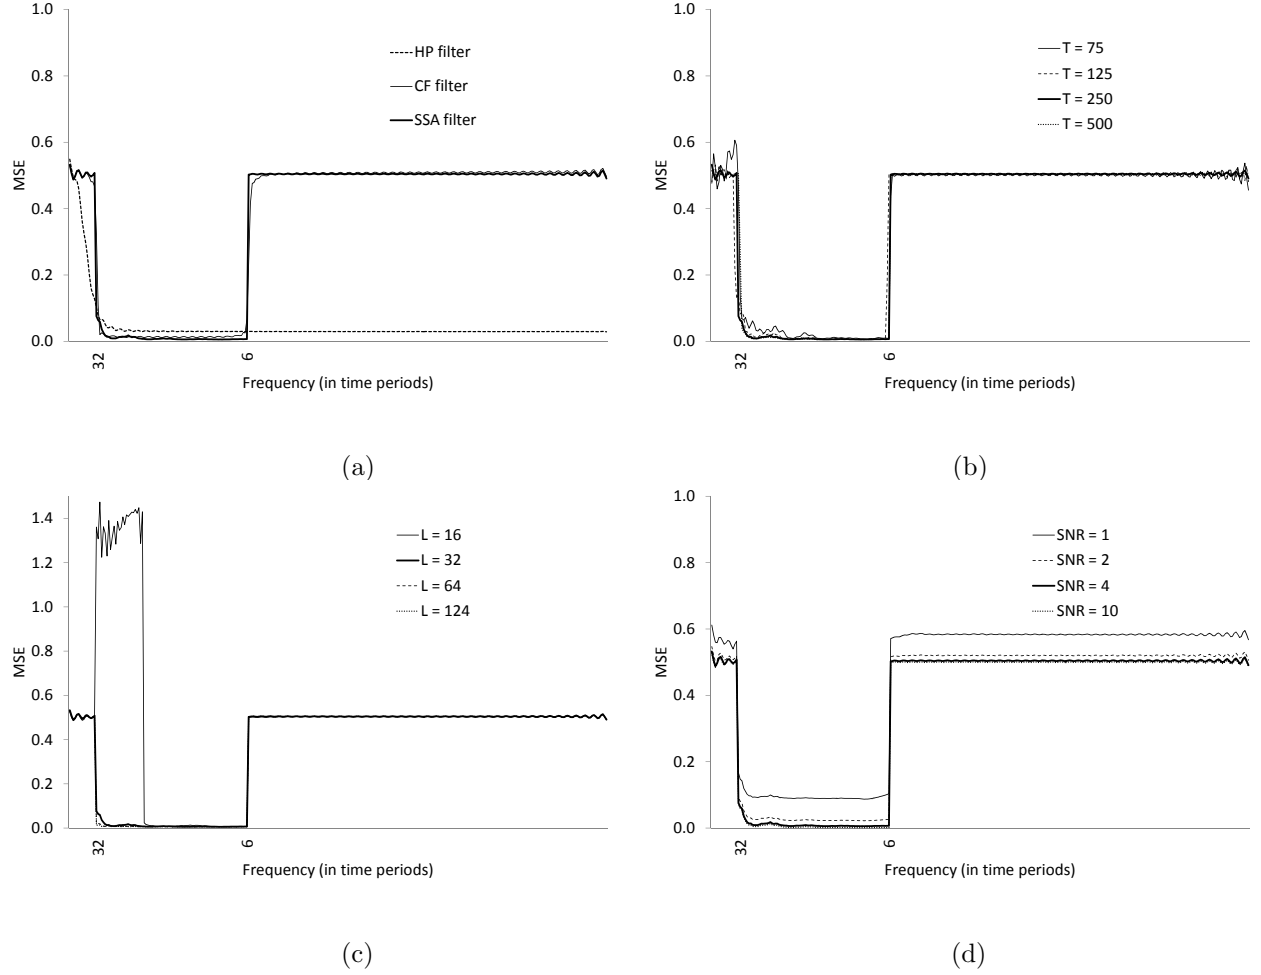 1.0
0.8
0.6
0.4
0.2
0.0
MSE
HP filter
CF filter
SSA filter
32
6
Frequency (in time periods)
(a)
1.0
0.8
0.6
0.4
0.2
0.0
MSE
T = 75
T = 125
T = 250
T = 500
32
6
Frequency (in time periods)
(b)
1.4
1.2
1.0
0.8
0.6
0.4
0.2
0.0
MSE
L = 16
L = 32
L = 64
L = 124
32
6
Frequency (in time periods)
(c)
1.0
0.8
0.6
0.4
0.2
0.0
MSE
SNR = 1
SNR = 2
SNR = 4
SNR = 10
32
6
Frequency (in time periods)
(d)